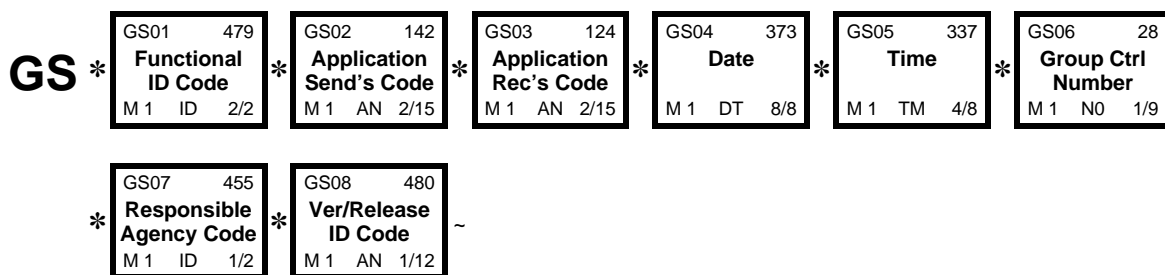 GS * GS01 479 * GS02 142 * GS03 124 * GS04 373 * GS05 337 * GS06 28
Functional Application Application Date Time Group Ctrl
ID Code Send's Code Rec's Code Number
M 1 ID 2/2 M 1 AN 2/15 M 1 AN 2/15 M 1 DT 8/8 M 1 TM 4/8 M 1 N0 1/9
* GS07 455 * GS08 480 ~
Responsible Ver/Release
Agency Code ID Code
M 1 ID 1/2 M 1 AN 1/12